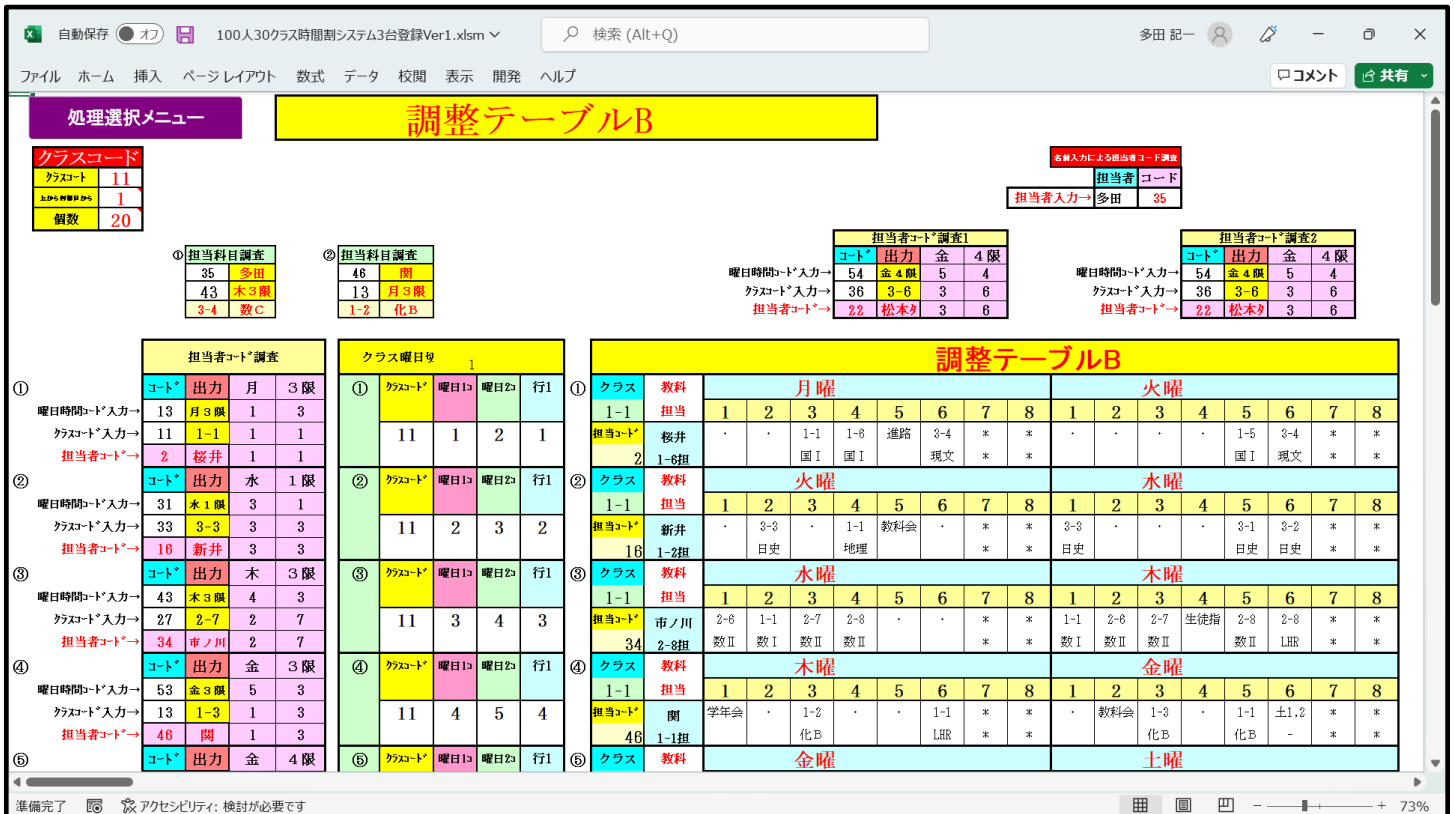 自動保存 オフ 100人30クラス時間割システム3台登録Ver1.xlsm 検索 (Alt+Q) 多田 記一
ファイル ホーム 挿入 ページ レイアウト 数式 データ 校閲 表示 開発 ヘルプ コメント 共有
処理選択メニュー 調整テーブルB
クラスコード 名前入力による担当者コード調査
クラスコート 11 担当者 コード
上から何番目から 1 担当者入力→ 多田 35
個数 20
担当者コード調査1 担当者コード調査2
① 担当科目調査 ② 担当科目調査 コード 出力 金 4限 コード 出力 金 4限
35 多田 46 関 曜日時間コード入力→ 54 金4限 5 4 曜日時間コード入力→ 54 金4限 5 4
43 木3限 13 月3限 クラスコード入力→ 36 3-6 3 6 クラスコード入力→ 36 3-6 3 6
3-4 数C 1-2 化B 担当者コード→ 22 松本タ 3 6 担当者コード→ 22 松本タ 3 6
担当者コード調査 クラス曜日 1 調整テーブルB
① コード 出力 月 3限 ① クラスコード 曜日1コ 曜日2コ 行1 ① クラス 教科 月曜 火曜
曜日時間コード入力→ 13 月3限 1 3 1-1 担当 1 2 3 4 5 6 7 8 1 2 3 4 5 6 7 8
クラスコード入力→ 11 1-1 1 1 11 1 2 1 担当コード 桜井 · · 1-1 1-6 進路 3-4 * * · · · · 1-5 3-4 * *
担当者コード→ 2 桜井 1 1 2 1-6担 国Ⅰ 国Ⅰ 現文 * * 国Ⅰ 現文 * *
② コード 出力 水 1限 ② クラスコード 曜日1コ 曜日2コ 行1 ② クラス 教科 火曜 水曜
曜日時間コード入力→ 31 水1限 3 1 1-1 担当 1 2 3 4 5 6 7 8 1 2 3 4 5 6 7 8
クラスコード入力→ 33 3-3 3 3 11 2 3 2 担当コード 新井 · 3-3 · 1-1 教科会 · * * 3-3 · · · 3-1 3-2 * *
担当者コード→ 16 新井 3 3 16 1-2担 日史 地理 * * 日史 日史 日史 * *
③ コード 出力 木 3限 ③ クラスコード 曜日1コ 曜日2コ 行1 ③ クラス 教科 水曜 木曜
曜日時間コード入力→ 43 木3限 4 3 1-1 担当 1 2 3 4 5 6 7 8 1 2 3 4 5 6 7 8
クラスコード入力→ 27 2-7 2 7 11 3 4 3 担当コード 市ノ川 2-6 1-1 2-7 2-8 · · * * 1-1 2-6 2-7 生徒指 2-8 2-8 * *
担当者コード→ 34 市ノ川 2 7 34 2-8担 数Ⅱ 数Ⅰ 数Ⅱ 数Ⅱ * * 数Ⅰ 数Ⅱ 数Ⅱ 数Ⅱ LHR * *
④ コード 出力 金 3限 ④ クラスコード 曜日1コ 曜日2コ 行1 ④ クラス 教科 木曜 金曜
曜日時間コード入力→ 53 金3限 5 3 1-1 担当 1 2 3 4 5 6 7 8 1 2 3 4 5 6 7 8
クラスコード入力→ 13 1-3 1 3 11 4 5 4 担当コード 関 学年会 · 1-2 · · 1-1 * * · 教科会 1-3 · 1-1 土1,2 * *
担当者コード→ 46 関 1 3 46 1-1担 化B LHR * * 化B 化B - * *
⑤ コード 出力 金 4限 ⑤ クラスコード 曜日1コ 曜日2コ 行1 ⑤ クラス 教科 金曜 土曜
準備完了 アクセシビリティ: 検討が必要です 73%